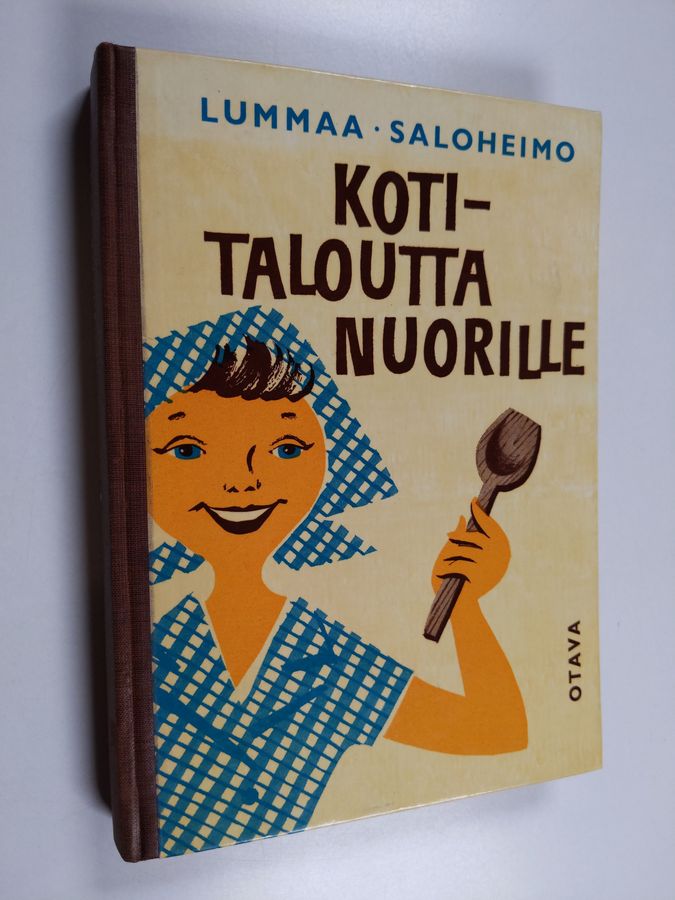 LUMMAA · SALOHEIMO
KOTI-
TALOUTTA
NUORILLE
OTAVA